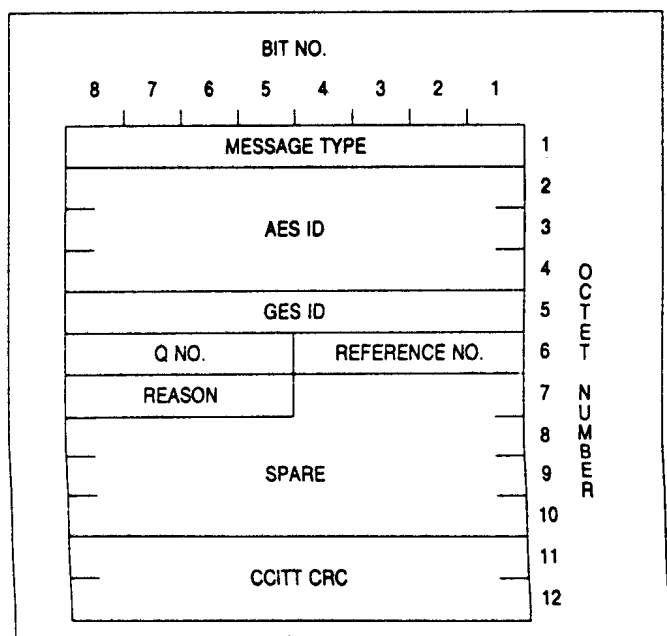 BIT NO.
8 7 6 5 4 3 2 1
MESSAGE TYPE 1
2
AES ID 3
4
GES ID 5
Q NO. REFERENCE NO. 6
REASON 7
8
SPARE 9
10
11
CCITT CRC
12
OCTET NUMBER